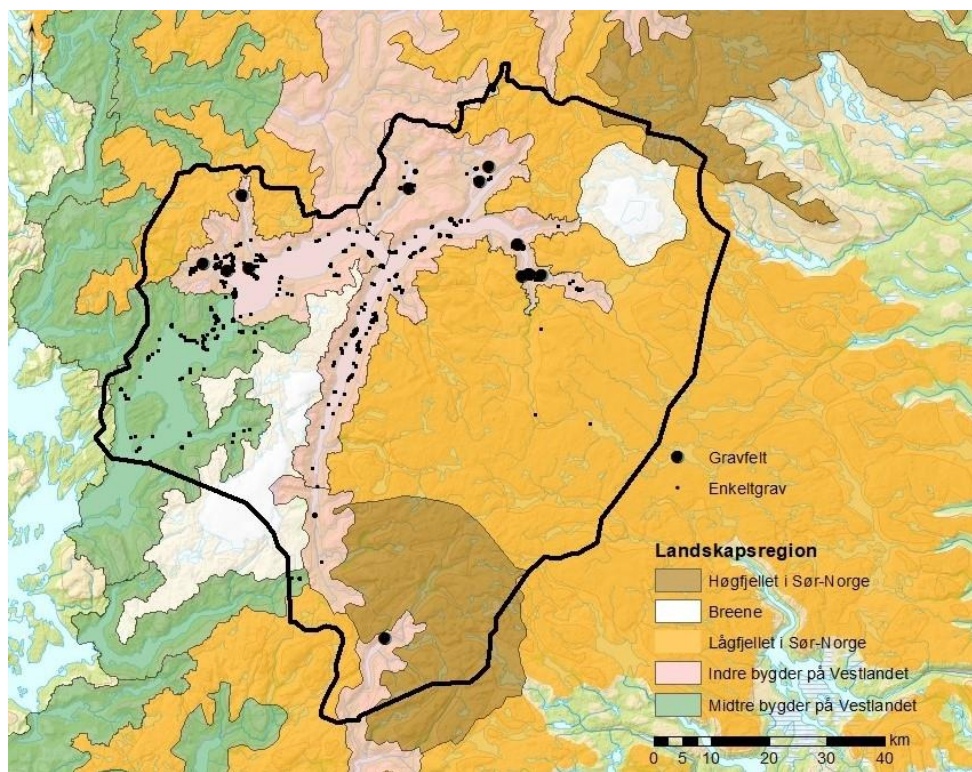 Gravfelt
Enkeltgrav
Landskapsregion
Høgfjellet i Sør-Norge
Breene
Lågfjellet i Sør-Norge
Indre bygder på Vestlandet
Midtre bygder på Vestlandet
km
0 5 10 20 30 40